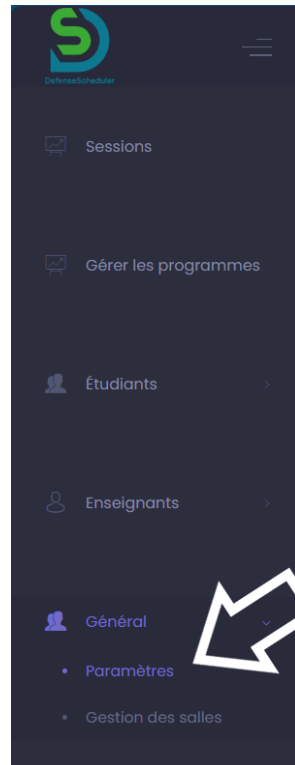 DefenseScheduler
Sessions
Gérer les programmes
Étudiants
Enseignants
Général
Paramètres
Gestion des salles